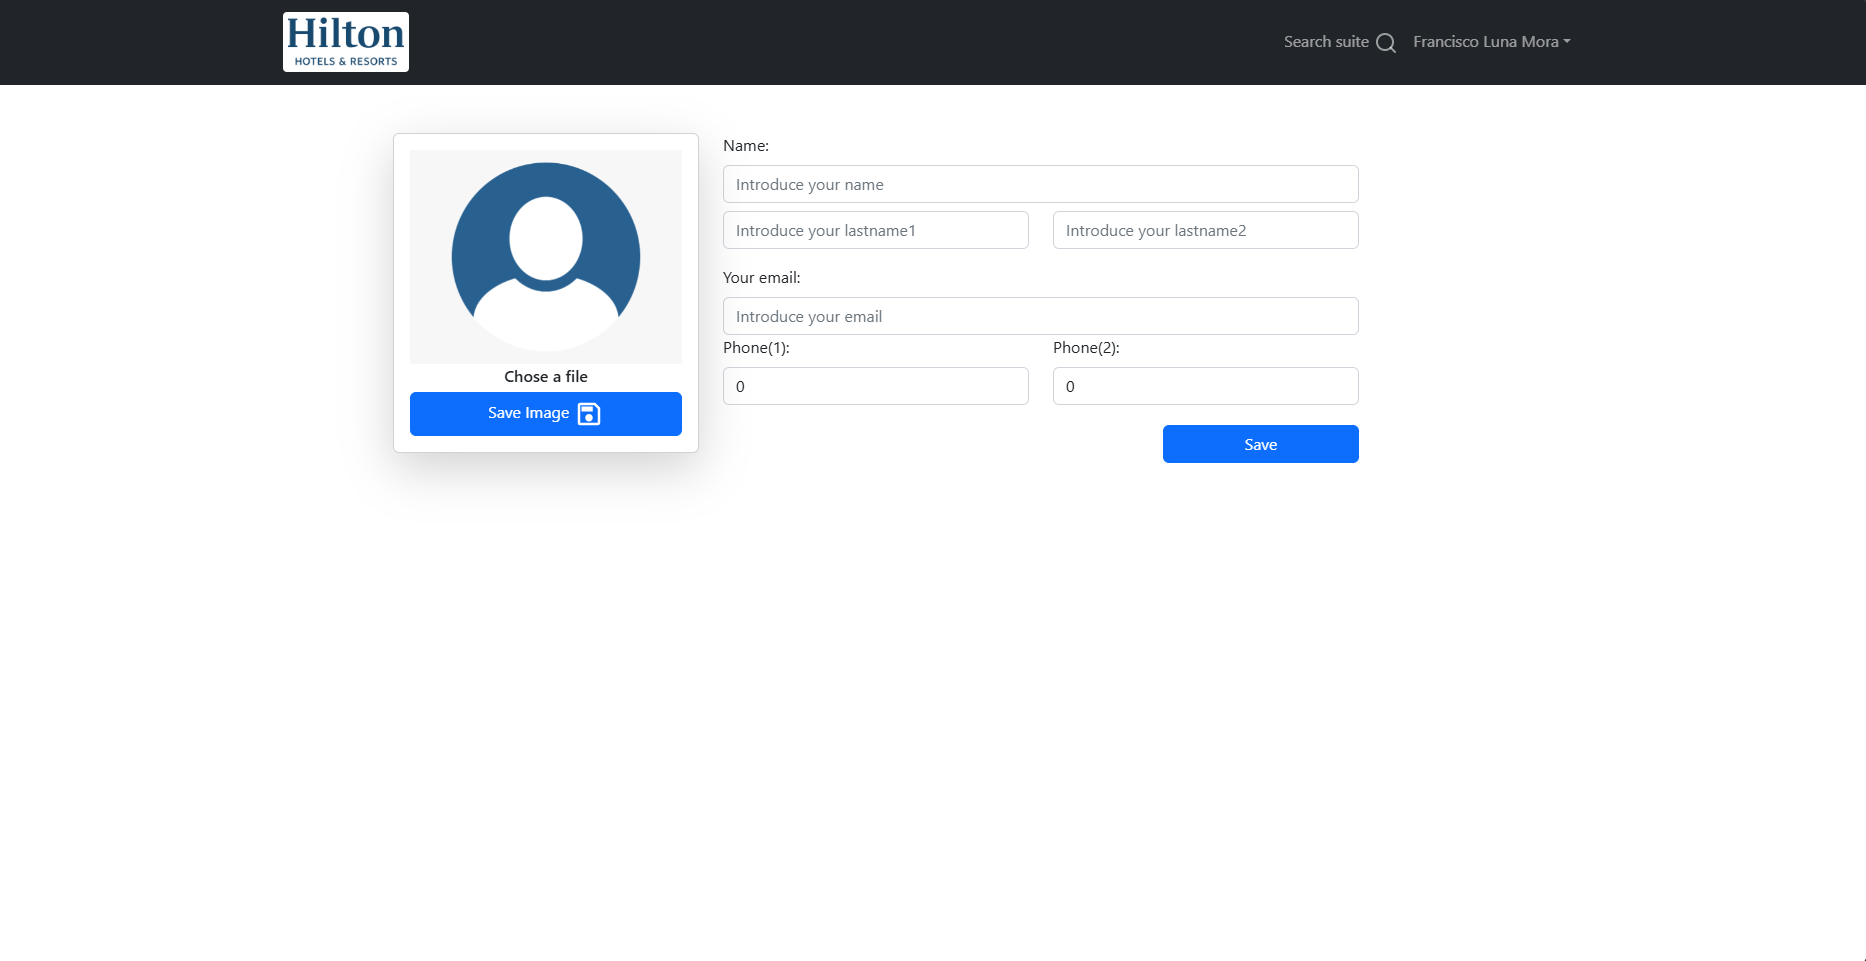 Hilton
HOTELS & RESORTS
Search suite
Francisco Luna Mora
Chose a file
Save Image
Name:
Introduce your name
Introduce your lastname1
Introduce your lastname2
Your email:
Introduce your email
Phone(1):
Phone(2):
0
0
Save